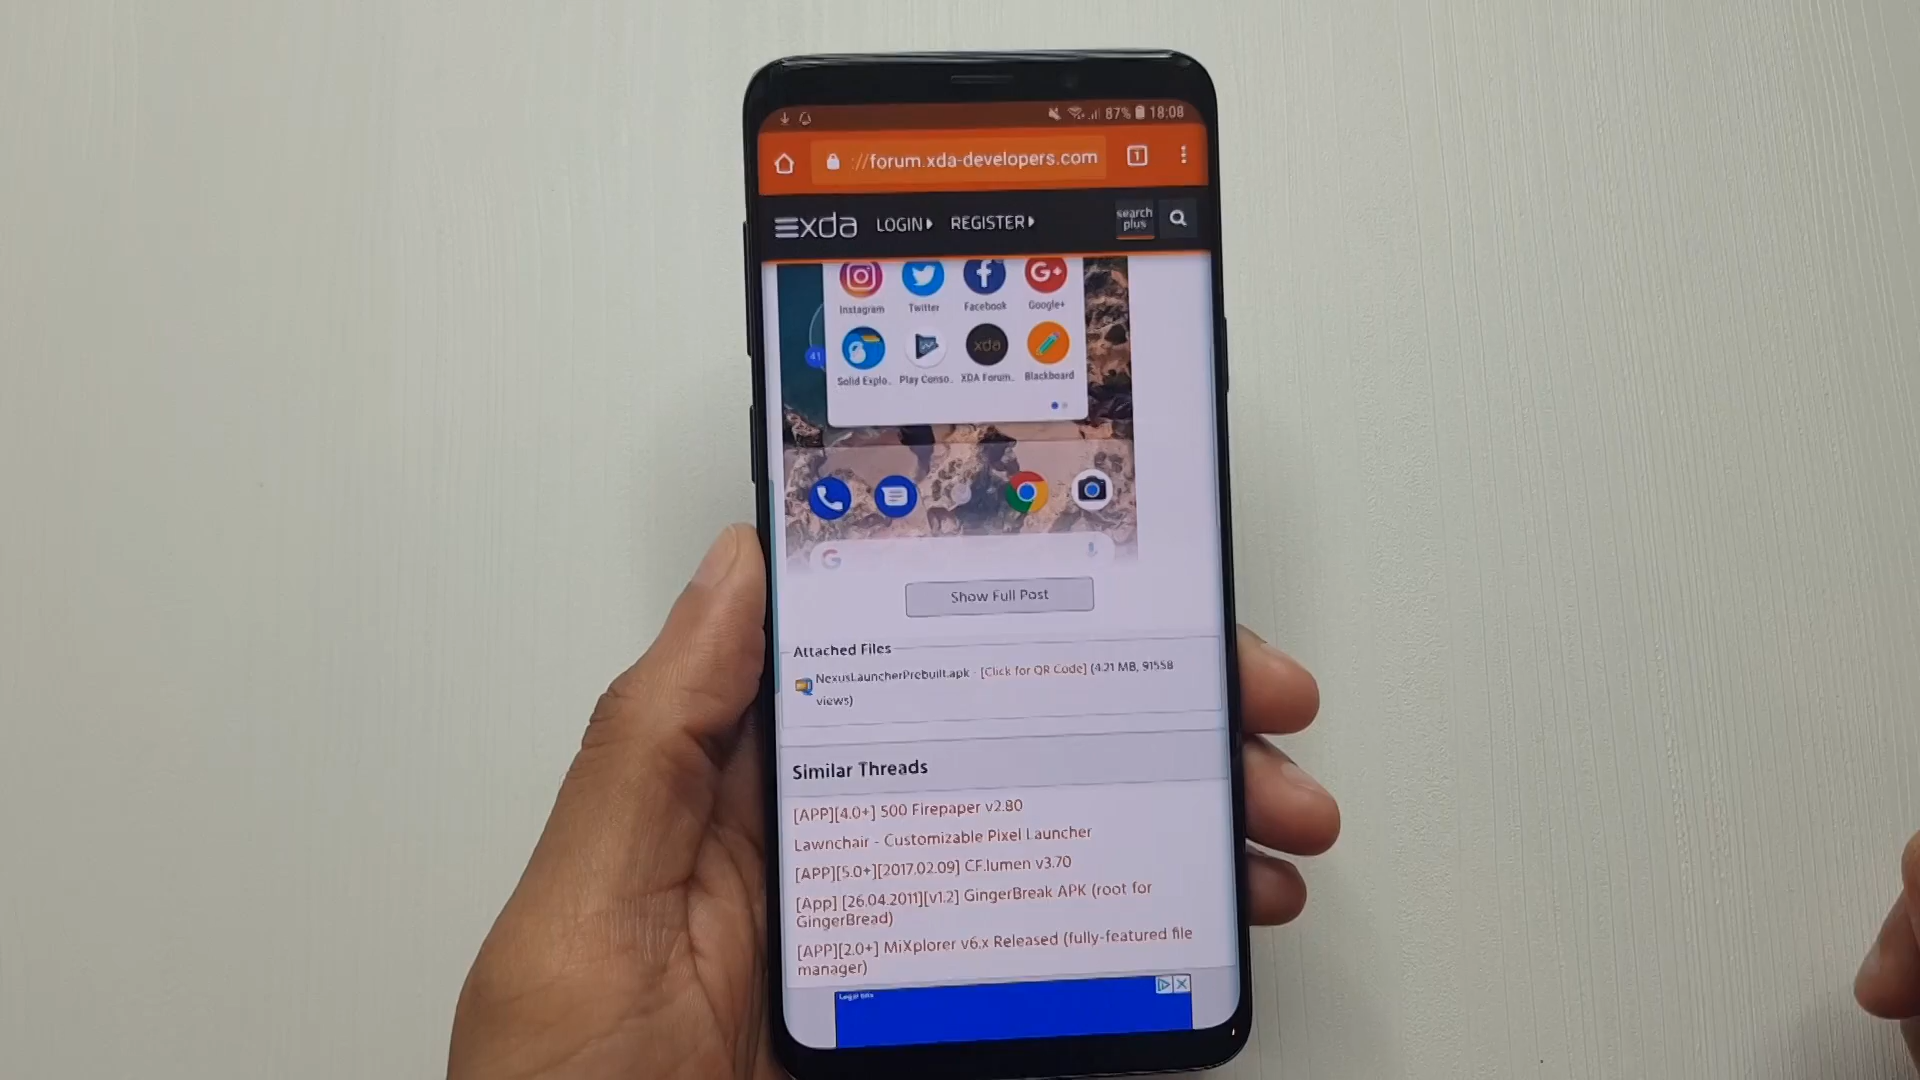 87% 18:08
://forum.xda-developers.com 1
xda LOGIN REGISTER search plus
Instagram Twitter Facebook Google+
41
Solid Explo.. Play Conso.. XDA Forum.. Blackboard
xda
G
Show Full Post
Attached Files
NexusLauncherPrebuilt.apk - [Click for QR Code] (4.21 MB, 91558
views)
Similar Threads
[APP][4.0+] 500 Firepaper v2.80
Lawnchair - Customizable Pixel Launcher
[APP][5.0+][2017.02.09] CF.lumen v3.70
[App] [26.04.2011][v1.2] GingerBreak APK (root for
GingerBread)
[APP][2.0+] MiXplorer v6.x Released (fully-featured file
manager)